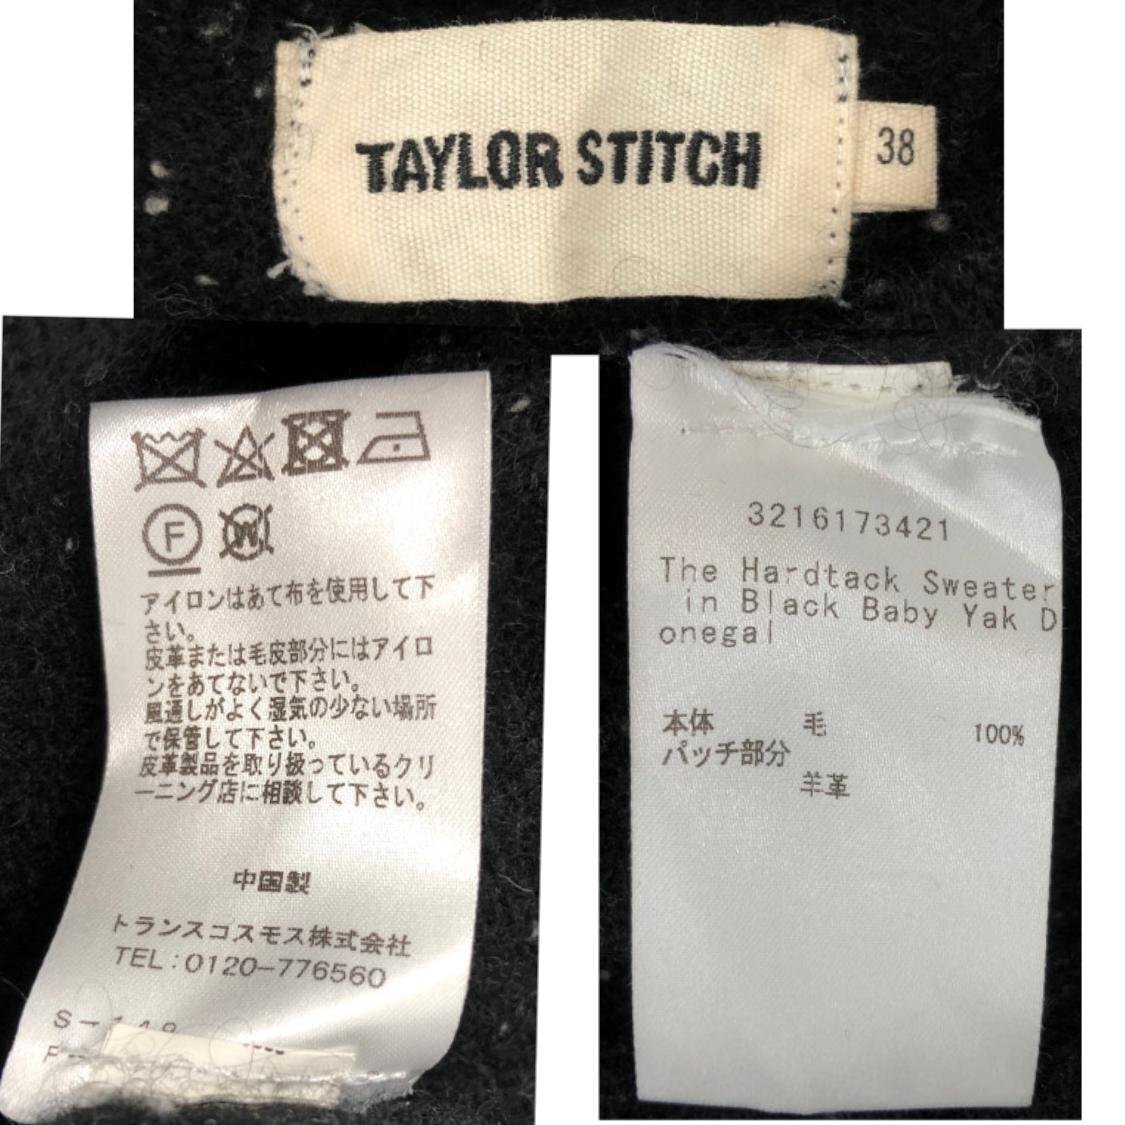 TAYLOR STITCH
38
F
W
アイロンはあて布を使用して下
さい。
皮革または毛皮部分にはアイロ
ンをあてないで下さい。
風通しがよく湿気の少ない場所
で保管して下さい。
皮革製品を取り扱っているクリ
ーニング店に相談して下さい。
中国製
トランスコスモス株式会社
TEL:0120-776560
3216173421
The Hardtack Sweater
in Black Baby Yak D
onegal
本体 毛 100%
パッチ部分
羊革